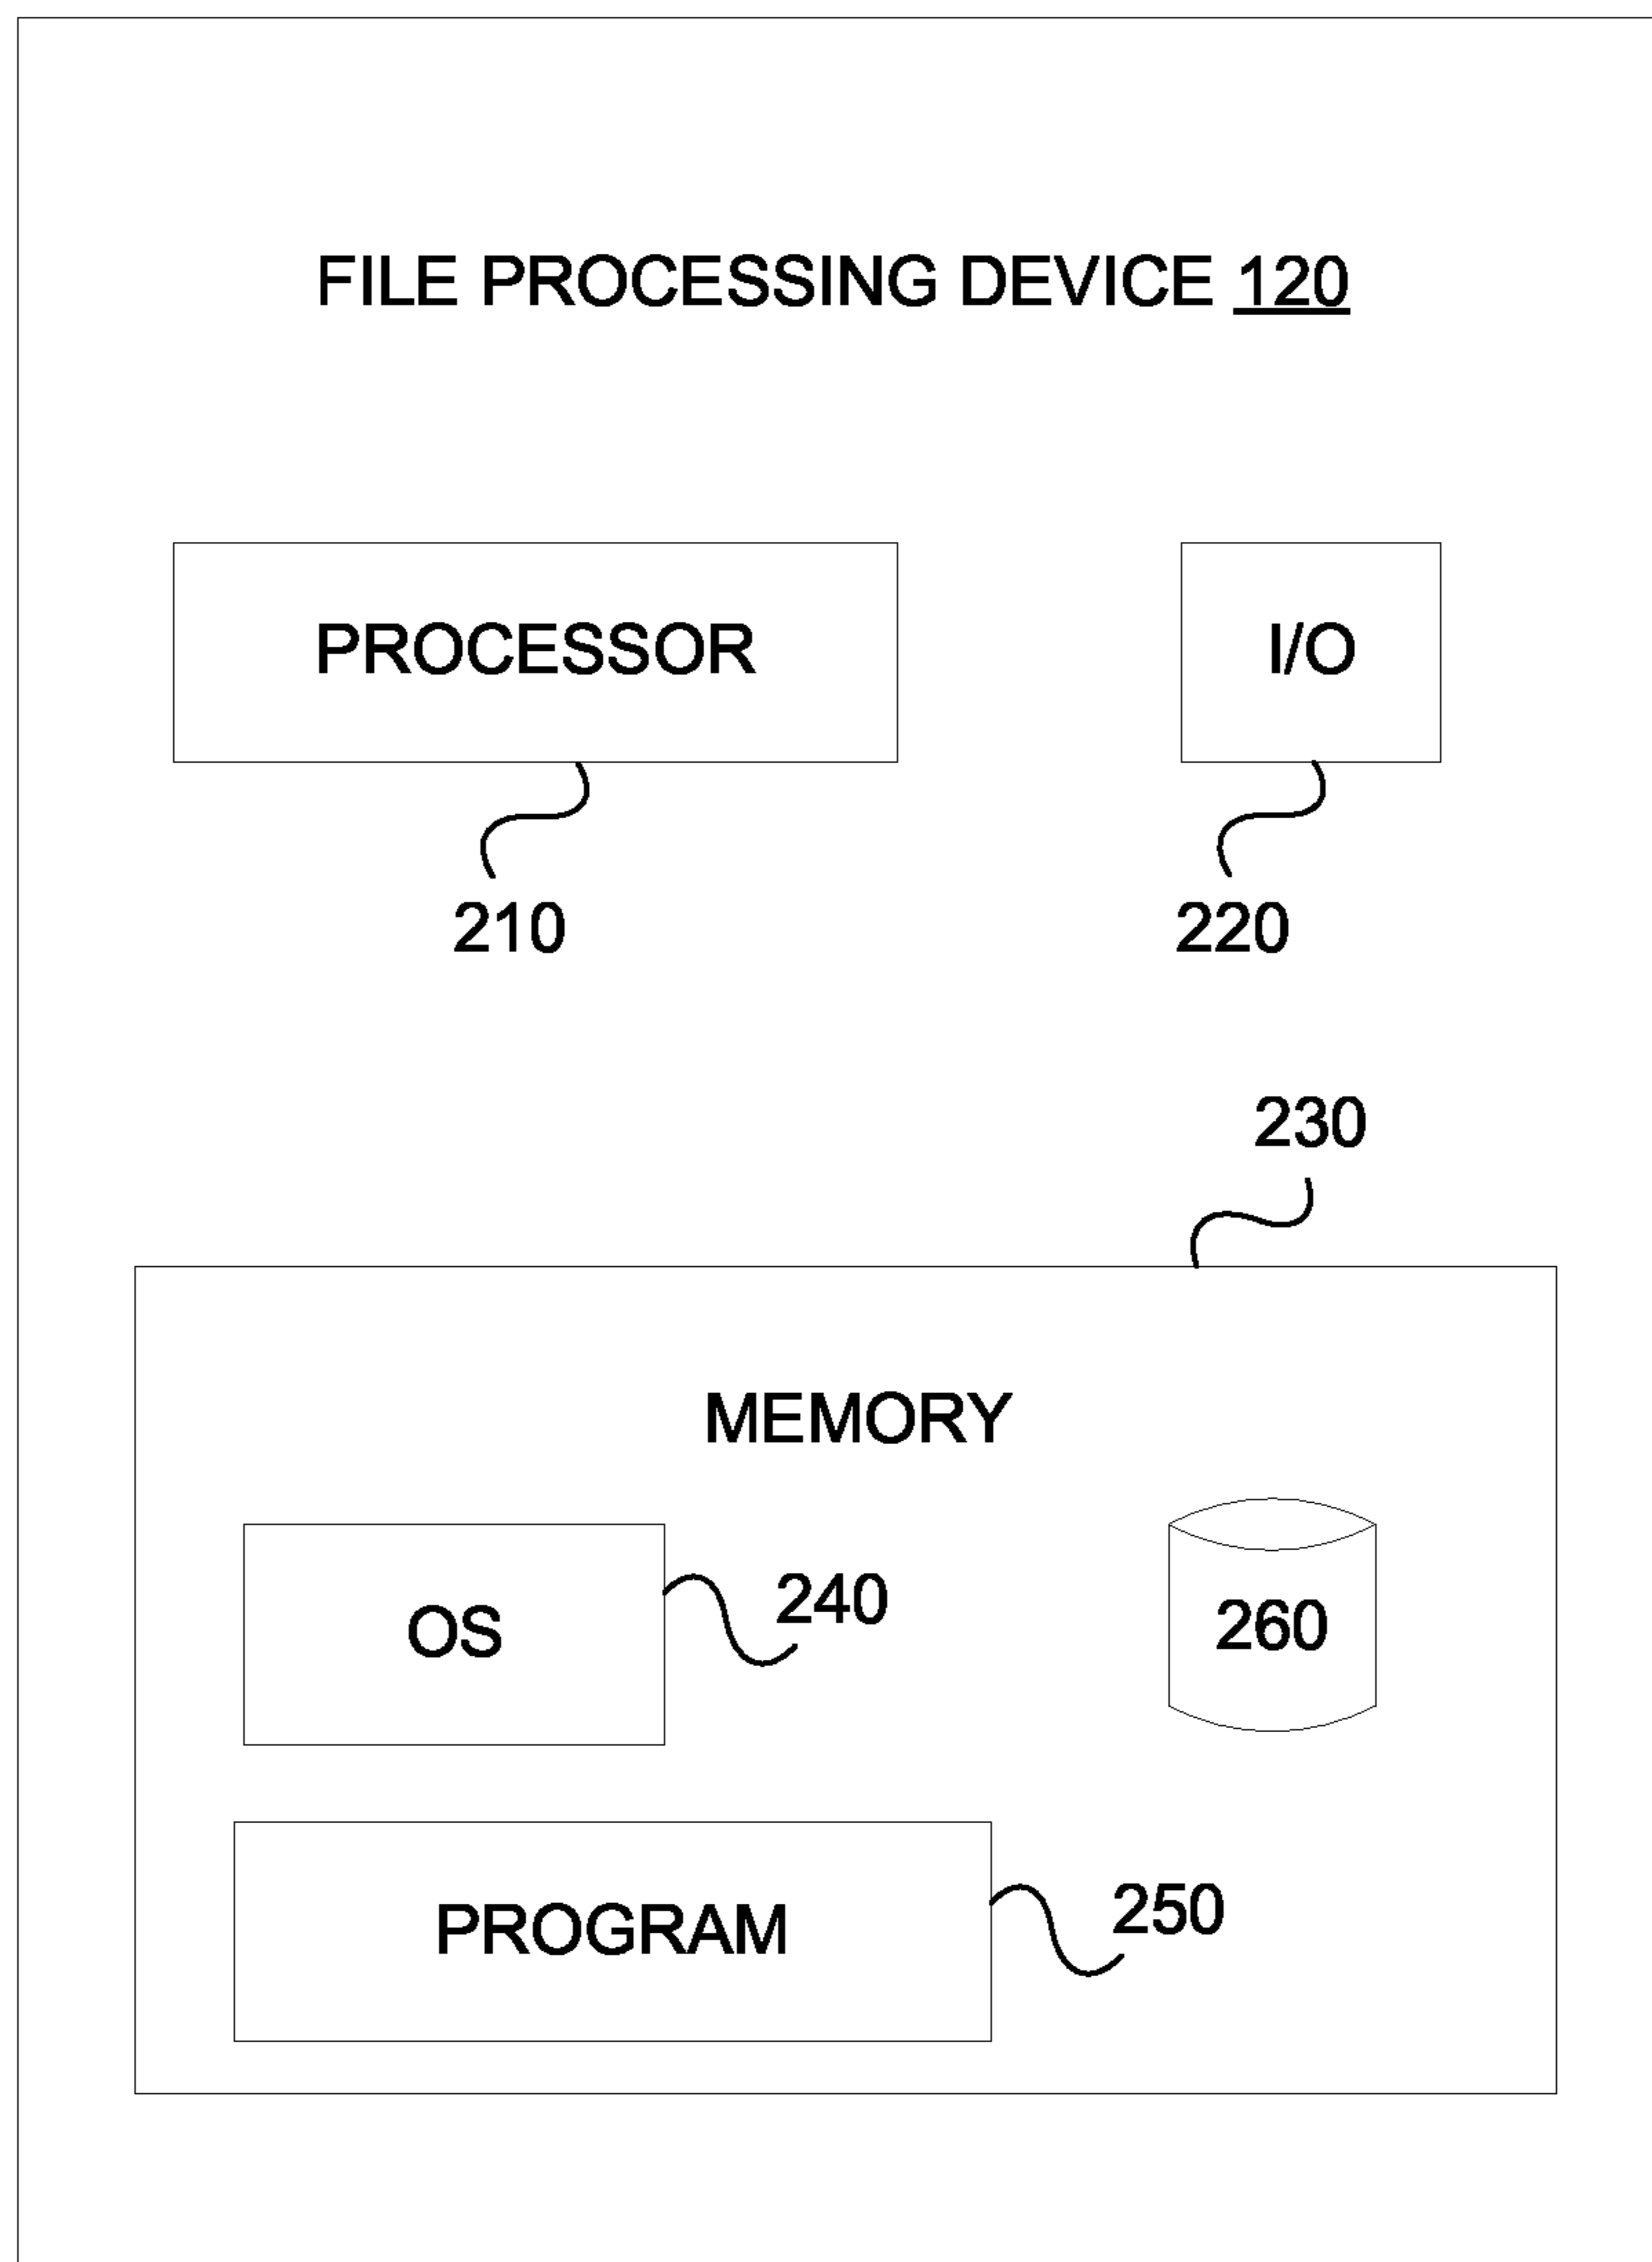 FILE PROCESSING DEVICE 120
PROCESSOR
I/O
210
220
230
MEMORY
OS
240
260
PROGRAM
250